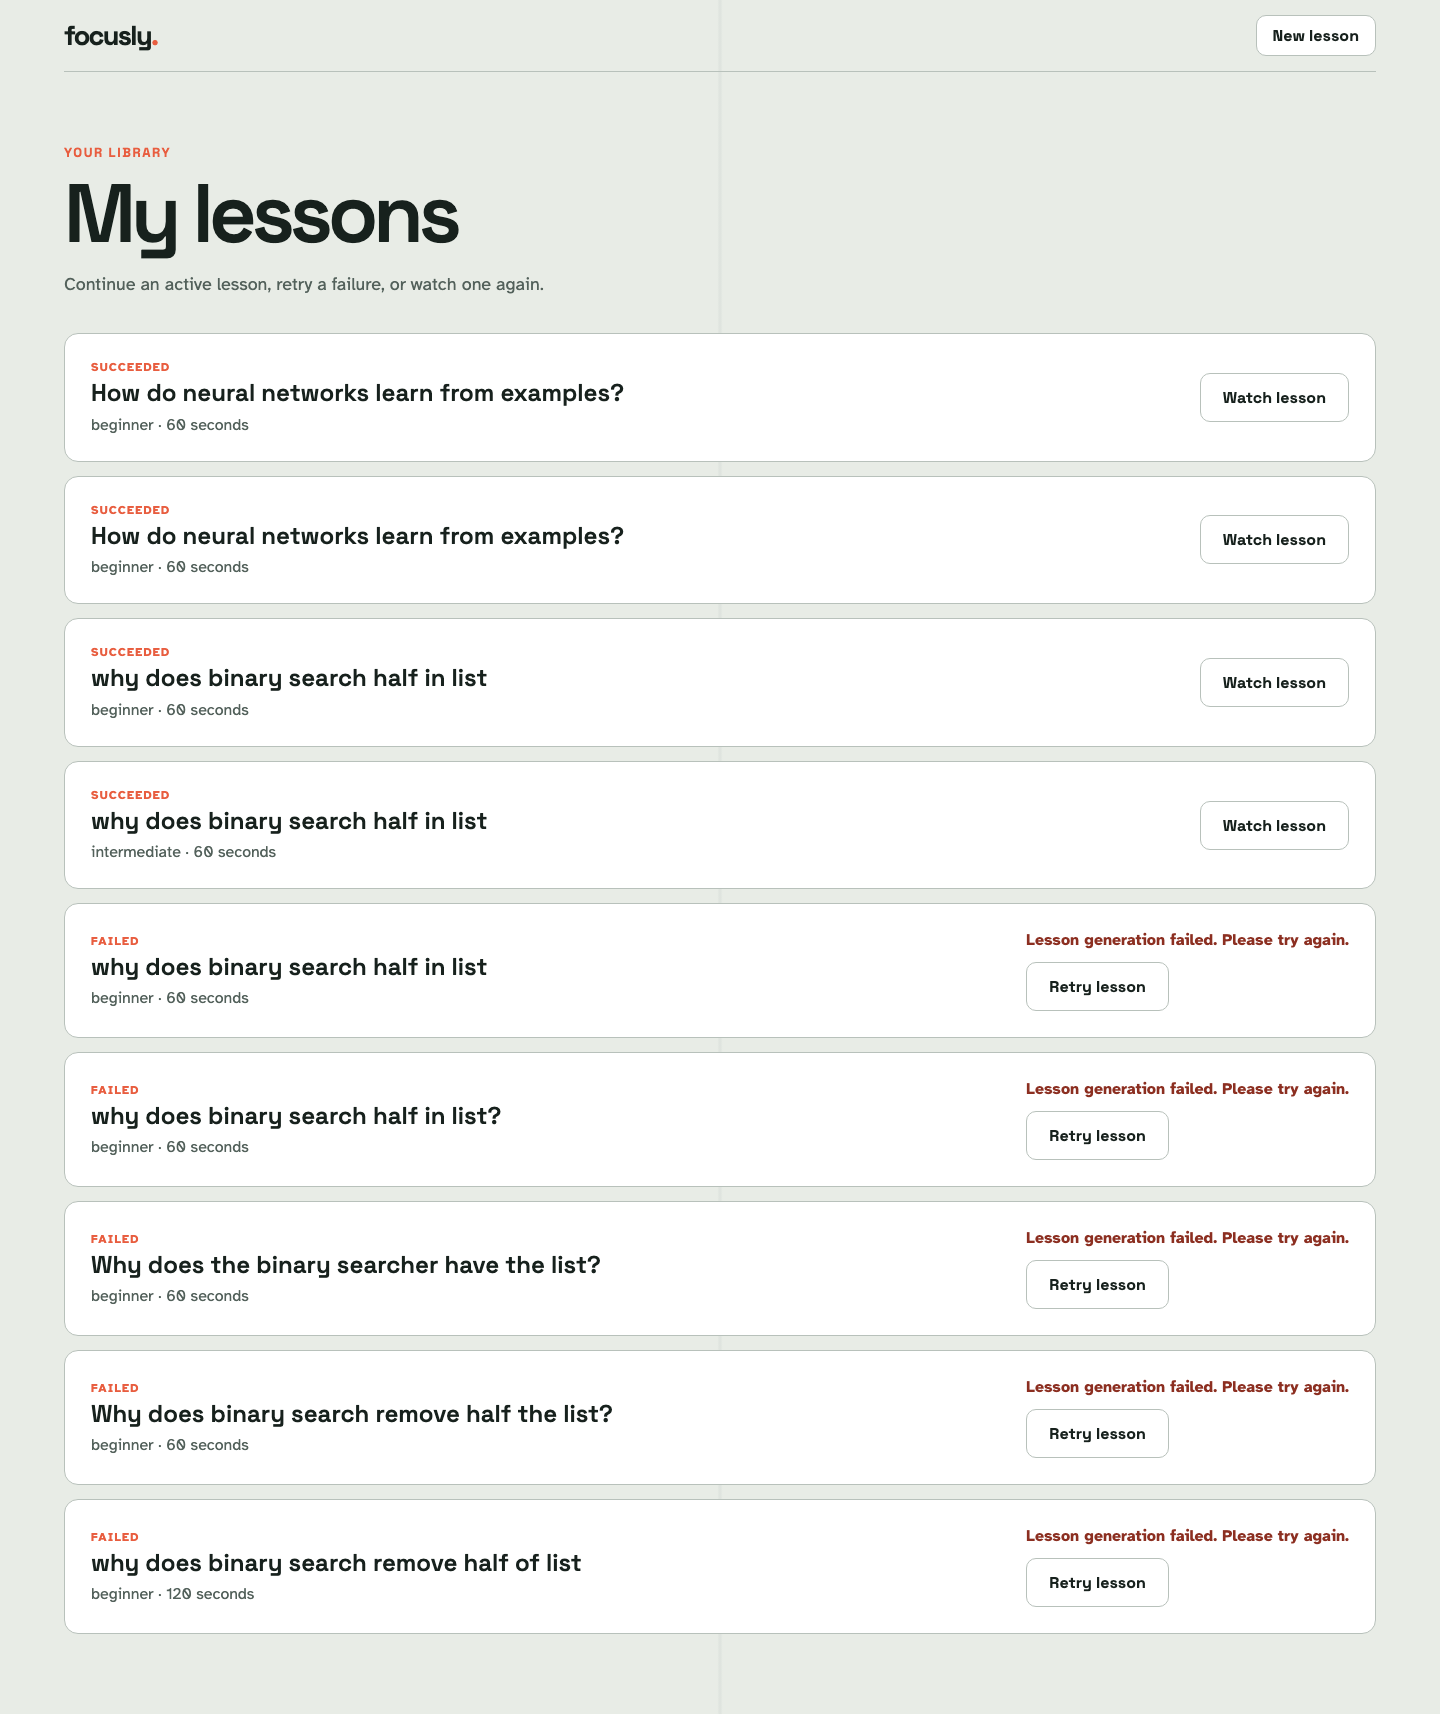 focusly.
New lesson
YOUR LIBRARY
My lessons
Continue an active lesson, retry a failure, or watch one again.
SUCCEEDED
How do neural networks learn from examples?
beginner · 60 seconds
Watch lesson
SUCCEEDED
How do neural networks learn from examples?
beginner · 60 seconds
Watch lesson
SUCCEEDED
why does binary search half in list
beginner · 60 seconds
Watch lesson
SUCCEEDED
why does binary search half in list
intermediate · 60 seconds
Watch lesson
FAILED
why does binary search half in list
beginner · 60 seconds
Lesson generation failed. Please try again.
Retry lesson
FAILED
why does binary search half in list?
beginner · 60 seconds
Lesson generation failed. Please try again.
Retry lesson
FAILED
Why does the binary searcher have the list?
beginner · 60 seconds
Lesson generation failed. Please try again.
Retry lesson
FAILED
Why does binary search remove half the list?
beginner · 60 seconds
Lesson generation failed. Please try again.
Retry lesson
FAILED
why does binary search remove half of list
beginner · 120 seconds
Lesson generation failed. Please try again.
Retry lesson